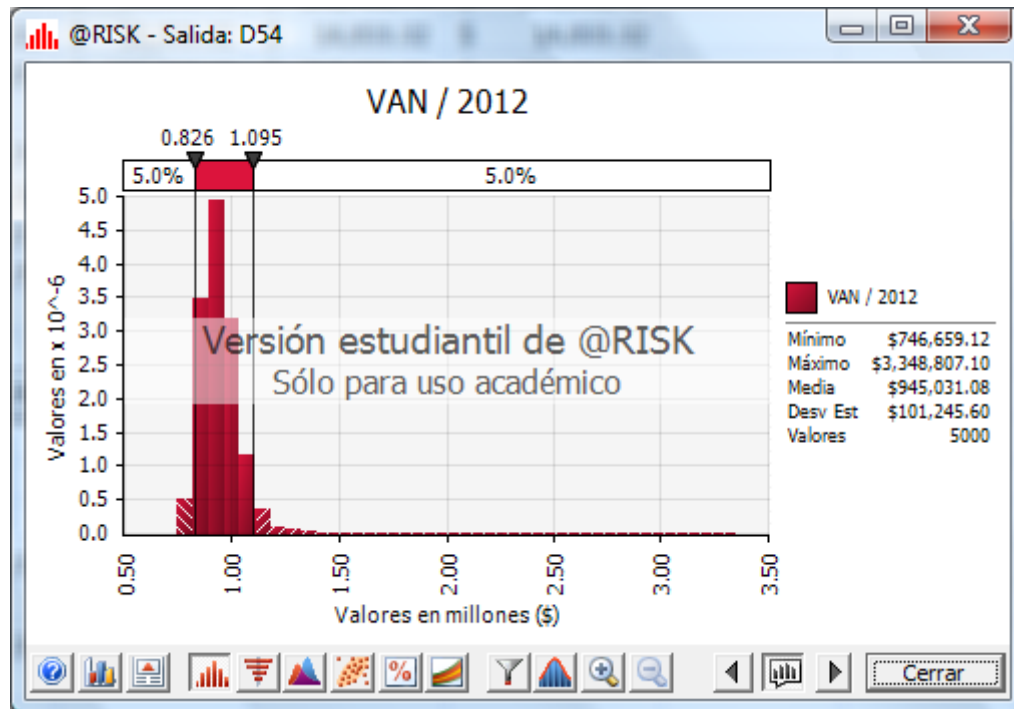 @RISK - Salida: D54
VAN / 2012
0.826 1.095
5.0% 5.0%
5.0
4.5
4.0
3.5
3.0
2.5
2.0
1.5
1.0
0.5
0.0
Valores en x 10^-6
Versión estudiantil de @RISK
Sólo para uso académico
0.50 1.00 1.50 2.00 2.50 3.00 3.50
Valores en millones ($)
VAN / 2012
Mínimo $746,659.12
Máximo $3,348,807.10
Media $945,031.08
Desv Est $101,245.60
Valores 5000
Cerrar